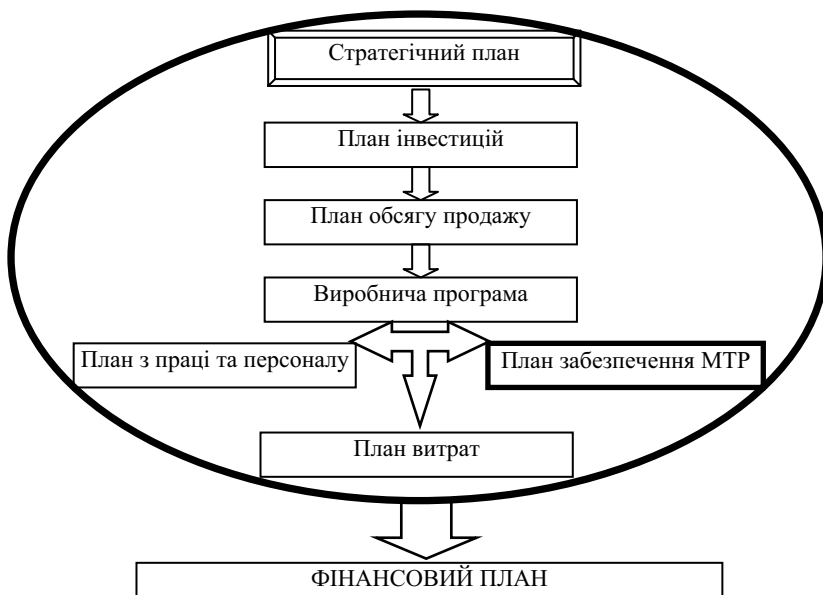 Стратегічний план
План інвестицій
План обсягу продажу
Виробнича програма
План з праці та персоналу
План забезпечення МТР
План витрат
ФІНАНСОВИЙ ПЛАН